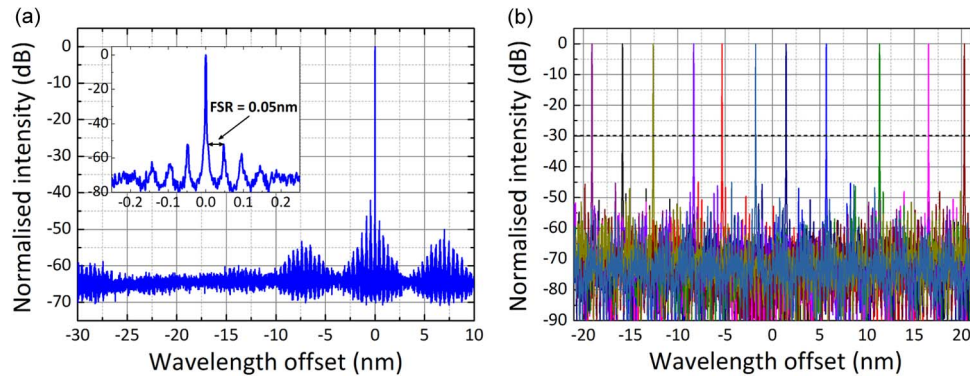 (a)
Normalised intensity (dB)
0
-10
-20
-30
-40
-50
-60
-70
0
-20
-40
-60
-80
FSR = 0.05nm
-0.2 -0.1 0.0 0.1 0.2
-30 -25 -20 -15 -10 -5 0 5 10
Wavelength offset (nm)
(b)
Normalised intensity (dB)
0
-10
-20
-30
-40
-50
-60
-70
-80
-90
-20 -15 -10 -5 0 5 10 15 20
Wavelength offset (nm)